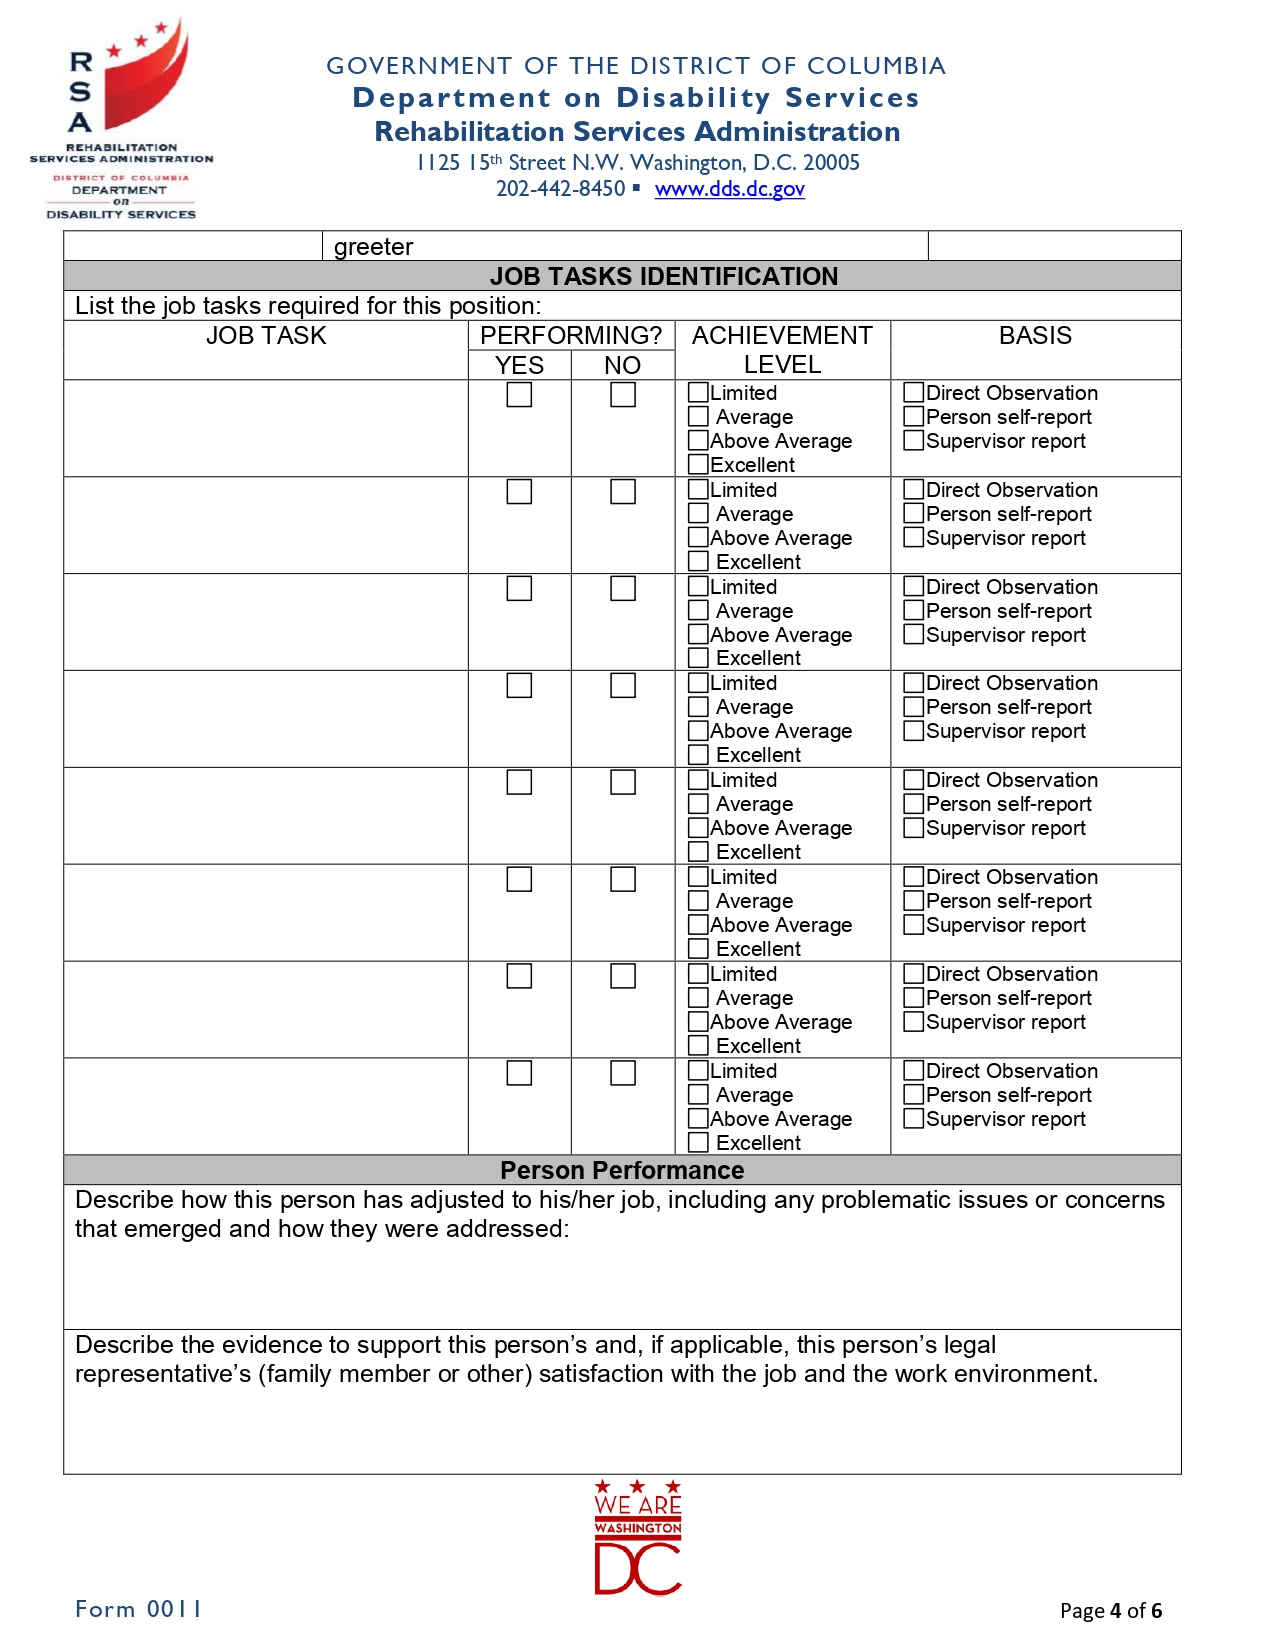 R
S
A
REHABILITATION
SERVICES ADMINISTRATION
DISTRICT OF COLUMBIA
DEPARTMENT
on
DISABILITY SERVICES
GOVERNMENT OF THE DISTRICT OF COLUMBIA
Department on Disability Services
Rehabilitation Services Administration
1125 15th Street N.W. Washington, D.C. 20005
202-442-8450 ▪ www.dds.dc.gov
greeter
JOB TASKS IDENTIFICATION
List the job tasks required for this position:
JOB TASK PERFORMING? ACHIEVEMENT BASIS
YES NO LEVEL
☐ ☐ ☐Limited ☐Direct Observation
☐ Average ☐Person self-report
☐Above Average ☐Supervisor report
☐Excellent
☐ ☐ ☐Limited ☐Direct Observation
☐ Average ☐Person self-report
☐Above Average ☐Supervisor report
☐ Excellent
☐ ☐ ☐Limited ☐Direct Observation
☐ Average ☐Person self-report
☐Above Average ☐Supervisor report
☐ Excellent
☐ ☐ ☐Limited ☐Direct Observation
☐ Average ☐Person self-report
☐Above Average ☐Supervisor report
☐ Excellent
☐ ☐ ☐Limited ☐Direct Observation
☐ Average ☐Person self-report
☐Above Average ☐Supervisor report
☐ Excellent
☐ ☐ ☐Limited ☐Direct Observation
☐ Average ☐Person self-report
☐Above Average ☐Supervisor report
☐ Excellent
☐ ☐ ☐Limited ☐Direct Observation
☐ Average ☐Person self-report
☐Above Average ☐Supervisor report
☐ Excellent
☐ ☐ ☐Limited ☐Direct Observation
☐ Average ☐Person self-report
☐Above Average ☐Supervisor report
☐ Excellent
Person Performance
Describe how this person has adjusted to his/her job, including any problematic issues or concerns
that emerged and how they were addressed:
Describe the evidence to support this person’s and, if applicable, this person’s legal
representative’s (family member or other) satisfaction with the job and the work environment.
WE ARE
WASHINGTON
DC
Form 0011
Page 4 of 6